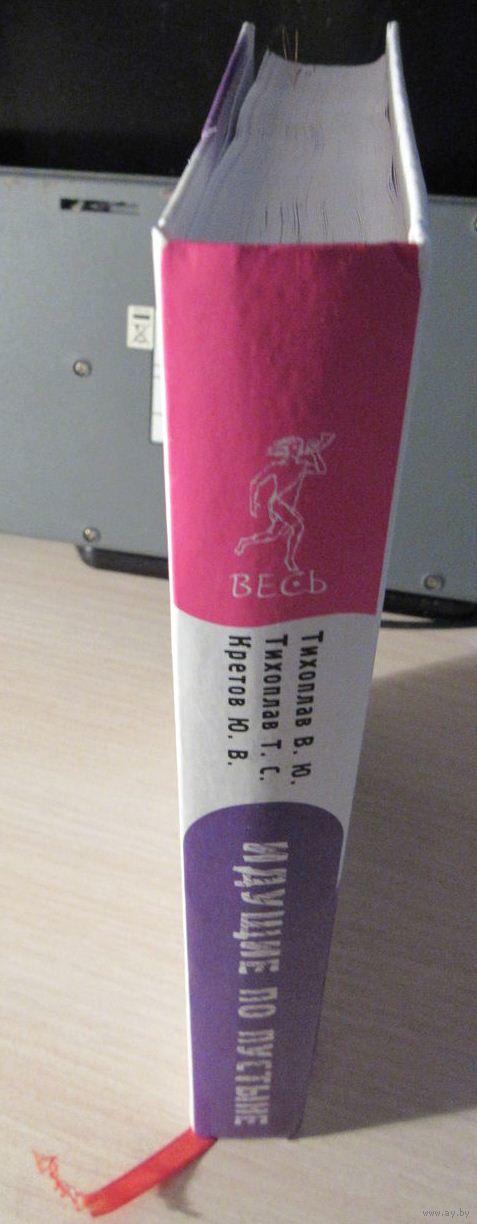 ВЕСЬ
Тихоплав В. Ю.
Тихоплав Т. С.
Кретов Ю. В.
ИДУЩИЕ ПО ПУСТЫНЕ
www.ay.by